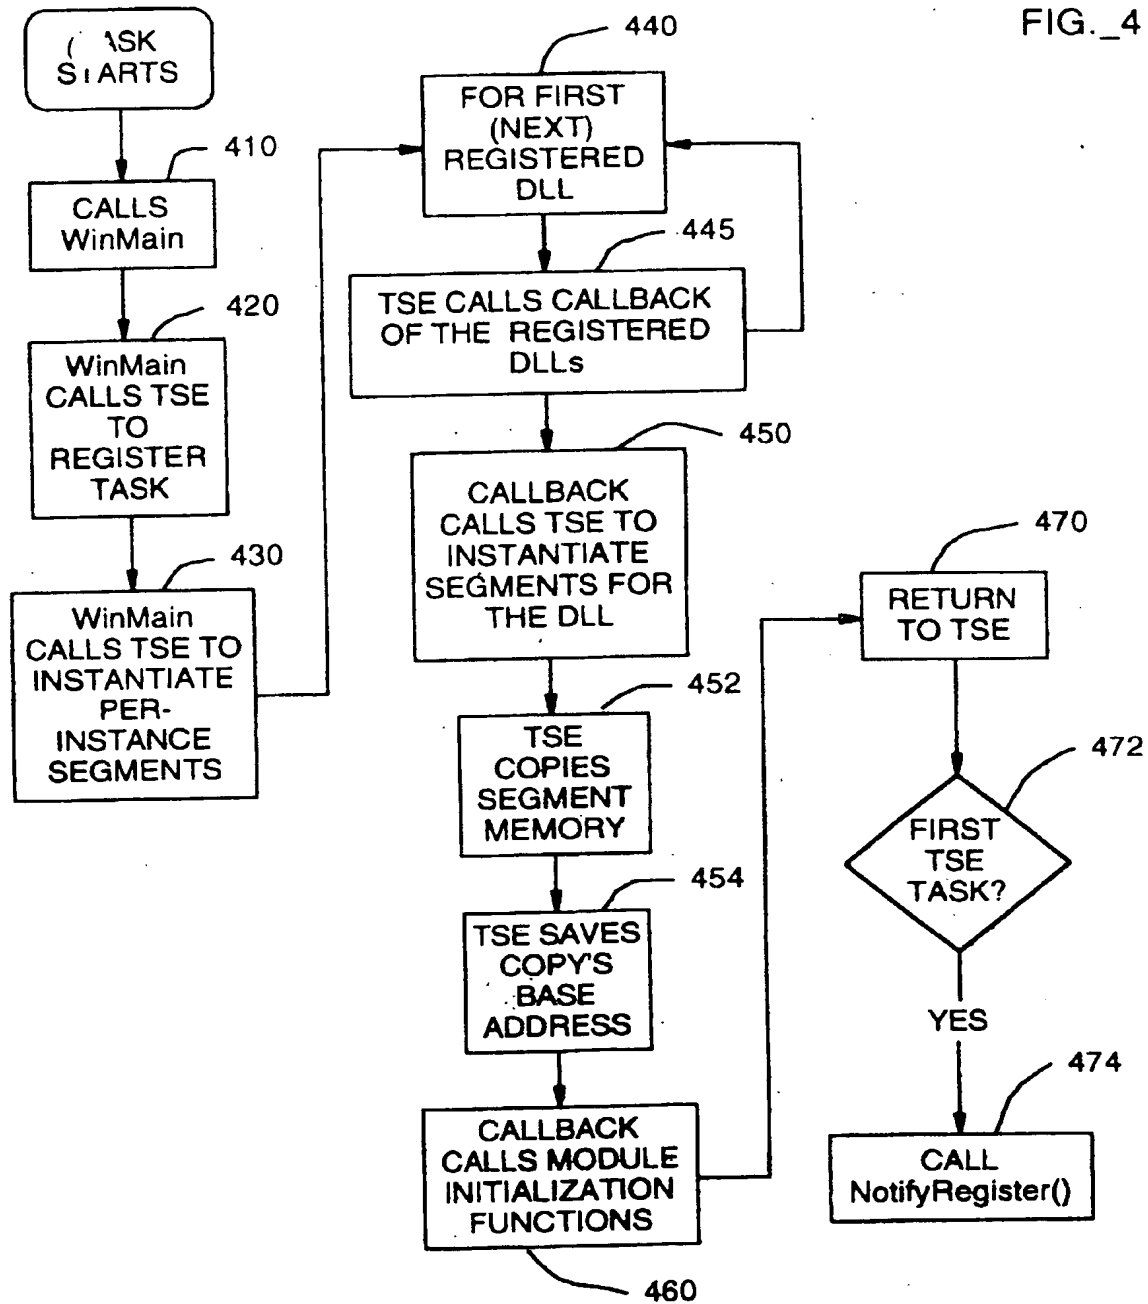 FIG._4
STARTS
410
CALLS
WinMain
420
WinMain
CALLS TSE
TO
REGISTER
TASK
430
WinMain
CALLS TSE TO
INSTANTIATE
PER-
INSTANCE
SEGMENTS
440
FOR FIRST
(NEXT)
REGISTERED
DLL
445
TSE CALLS CALLBACK
OF THE REGISTERED
DLLs
450
CALLBACK
CALLS TSE TO
INSTANTIATE
SEGMENTS FOR
THE DLL
452
TSE
COPIES
SEGMENT
MEMORY
454
TSE SAVES
COPY'S
BASE
ADDRESS
CALLBACK
CALLS MODULE
INITIALIZATION
FUNCTIONS
460
470
RETURN
TO TSE
472
FIRST
TSE
TASK?
YES
474
CALL
NotifyRegister()